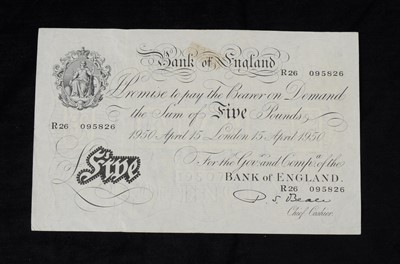 Bank of England
R26 095826
I Promise to pay the Bearer on Demand
the Sum of Five Pounds
R26 095826
1950 April 15 London 15 April 1950
For the Govr. and Compa. of the
£Five
BANK of ENGLAND.
R26 095826
P. S. Beale
Chief Cashier